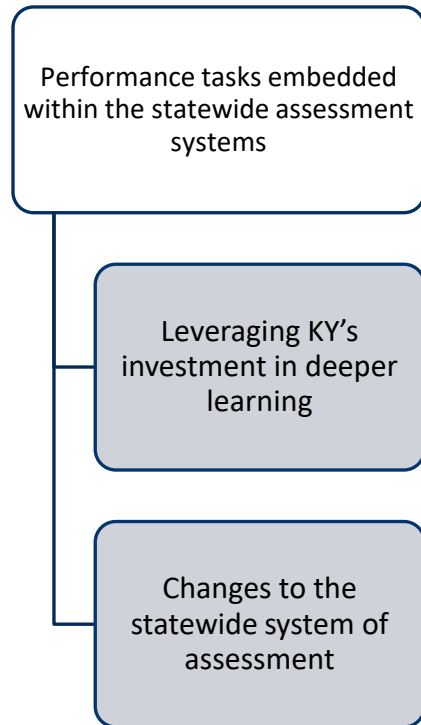 Performance tasks embedded
within the statewide assessment
systems
Leveraging KY’s
investment in deeper
learning
Changes to the
statewide system of
assessment